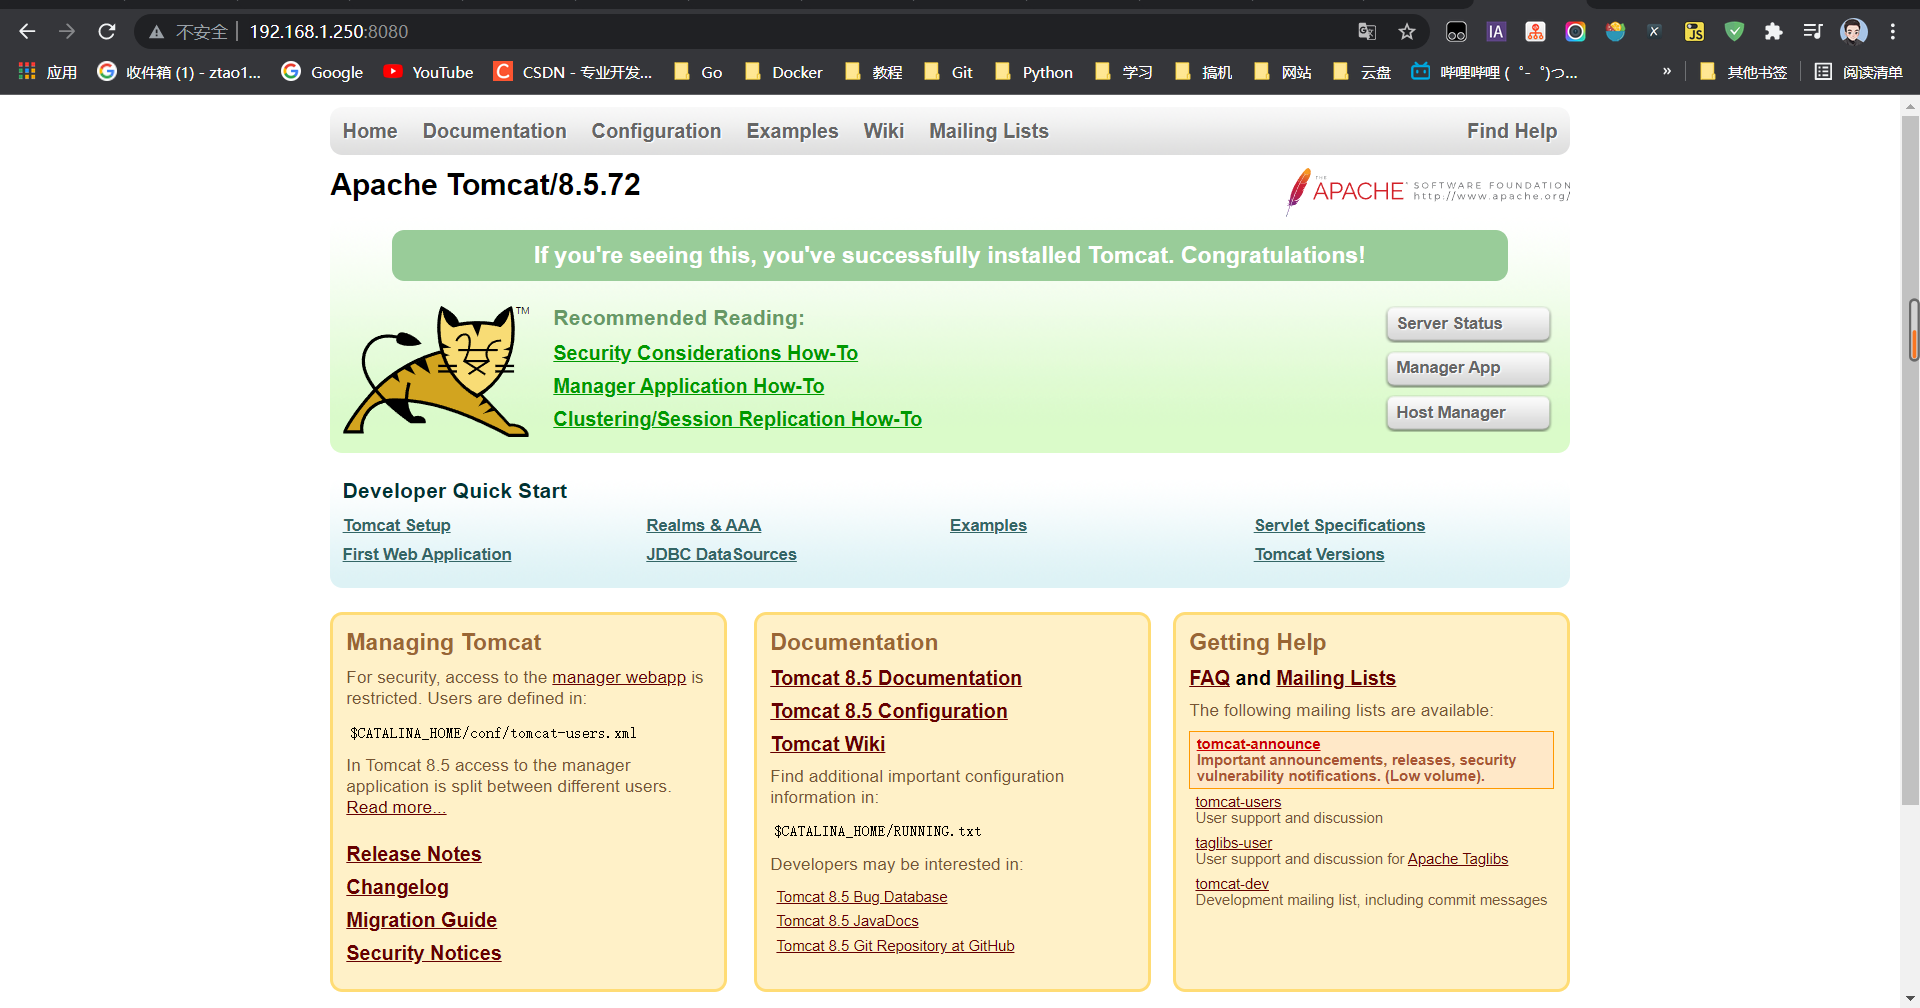 不安全 192.168.1.250:8080
应用 收件箱 (1) - ztao1... Google YouTube CSDN - 专业开发... Go Docker 教程 Git Python 学习 搞机 网站 云盘 哔哩哔哩 (゜-゜)つ... » 其他书签 阅读清单
Home Documentation Configuration Examples Wiki Mailing Lists Find Help
Apache Tomcat/8.5.72
THE APACHE SOFTWARE FOUNDATION
http://www.apache.org/
If you're seeing this, you've successfully installed Tomcat. Congratulations!
TM
Recommended Reading:
Security Considerations How-To
Manager Application How-To
Clustering/Session Replication How-To
Server Status
Manager App
Host Manager
Developer Quick Start
Tomcat Setup Realms & AAA Examples Servlet Specifications
First Web Application JDBC DataSources Tomcat Versions
Managing Tomcat
For security, access to the manager webapp is
restricted. Users are defined in:
$CATALINA_HOME/conf/tomcat-users.xml
In Tomcat 8.5 access to the manager
application is split between different users.
Read more...
Release Notes
Changelog
Migration Guide
Security Notices
Documentation
Tomcat 8.5 Documentation
Tomcat 8.5 Configuration
Tomcat Wiki
Find additional important configuration
information in:
$CATALINA_HOME/RUNNING.txt
Developers may be interested in:
Tomcat 8.5 Bug Database
Tomcat 8.5 JavaDocs
Tomcat 8.5 Git Repository at GitHub
Getting Help
FAQ and Mailing Lists
The following mailing lists are available:
tomcat-announce
Important announcements, releases, security
vulnerability notifications. (Low volume).
tomcat-users
User support and discussion
taglibs-user
User support and discussion for Apache Taglibs
tomcat-dev
Development mailing list, including commit messages